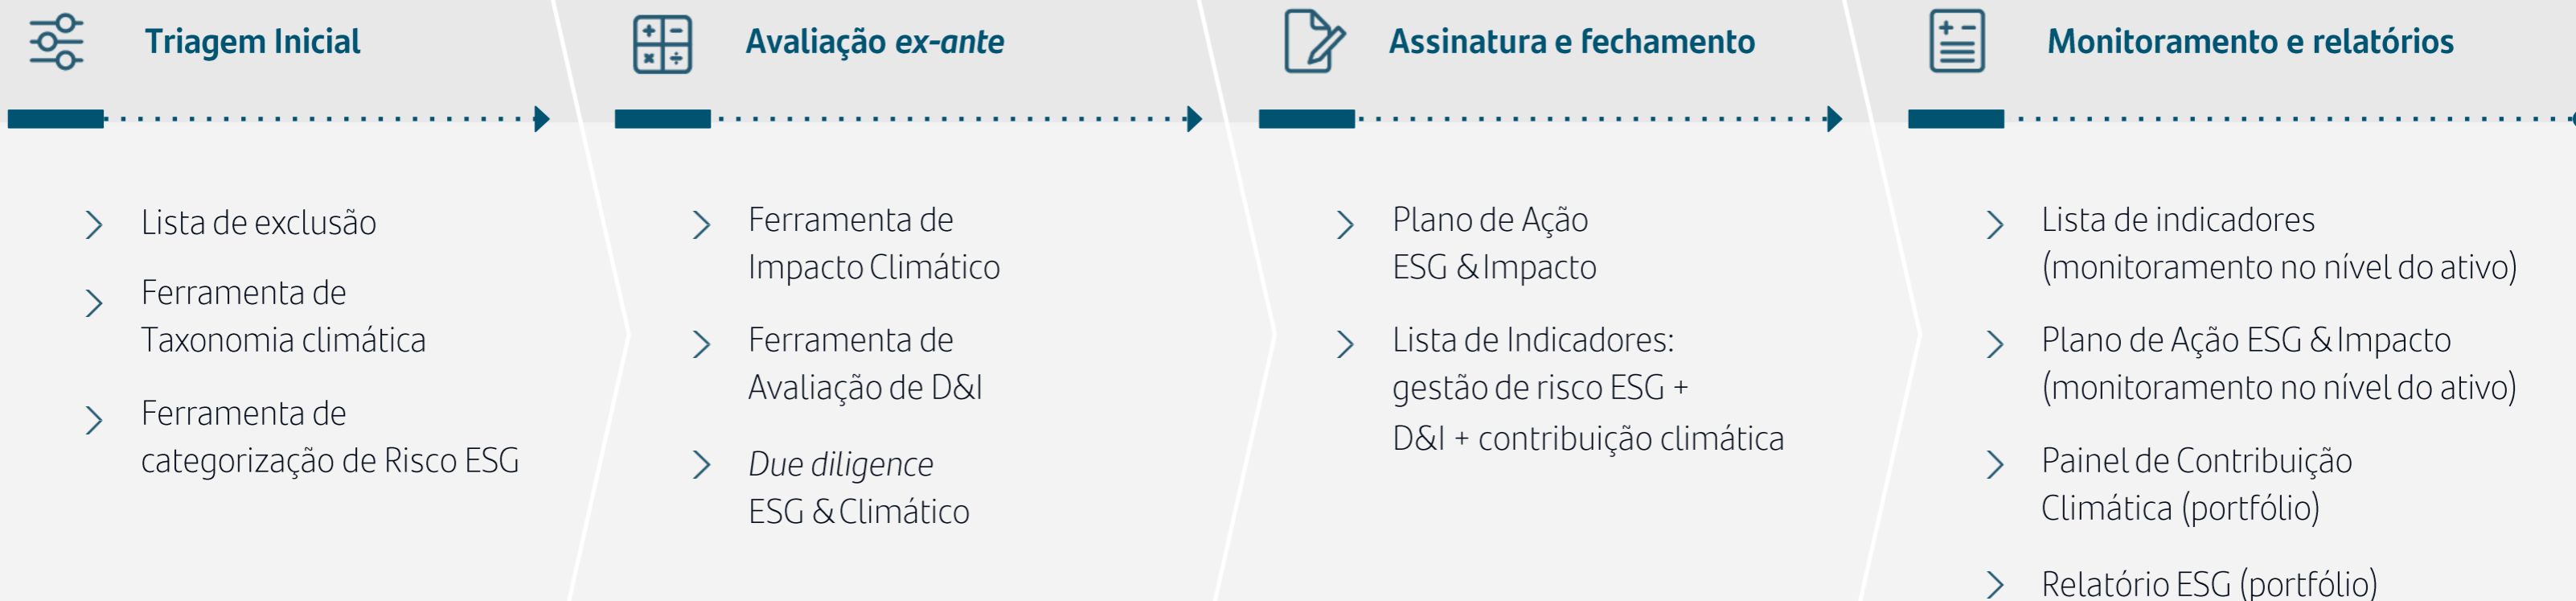 Triagem Inicial
Lista de exclusão
Ferramenta de
Taxonomia climática
Ferramenta de
categorização de Risco ESG
Avaliação ex-ante
Ferramenta de
Impacto Climático
Ferramenta de
Avaliação de D&I
Due diligence
ESG & Climático
Assinatura e fechamento
Plano de Ação
ESG & Impacto
Lista de Indicadores:
gestão de risco ESG +
D&I + contribuição climática
Monitoramento e relatórios
Lista de indicadores
(monitoramento no nível do ativo)
Plano de Ação ESG & Impacto
(monitoramento no nível do ativo)
Painel de Contribuição
Climática (portfólio)
Relatório ESG (portfólio)